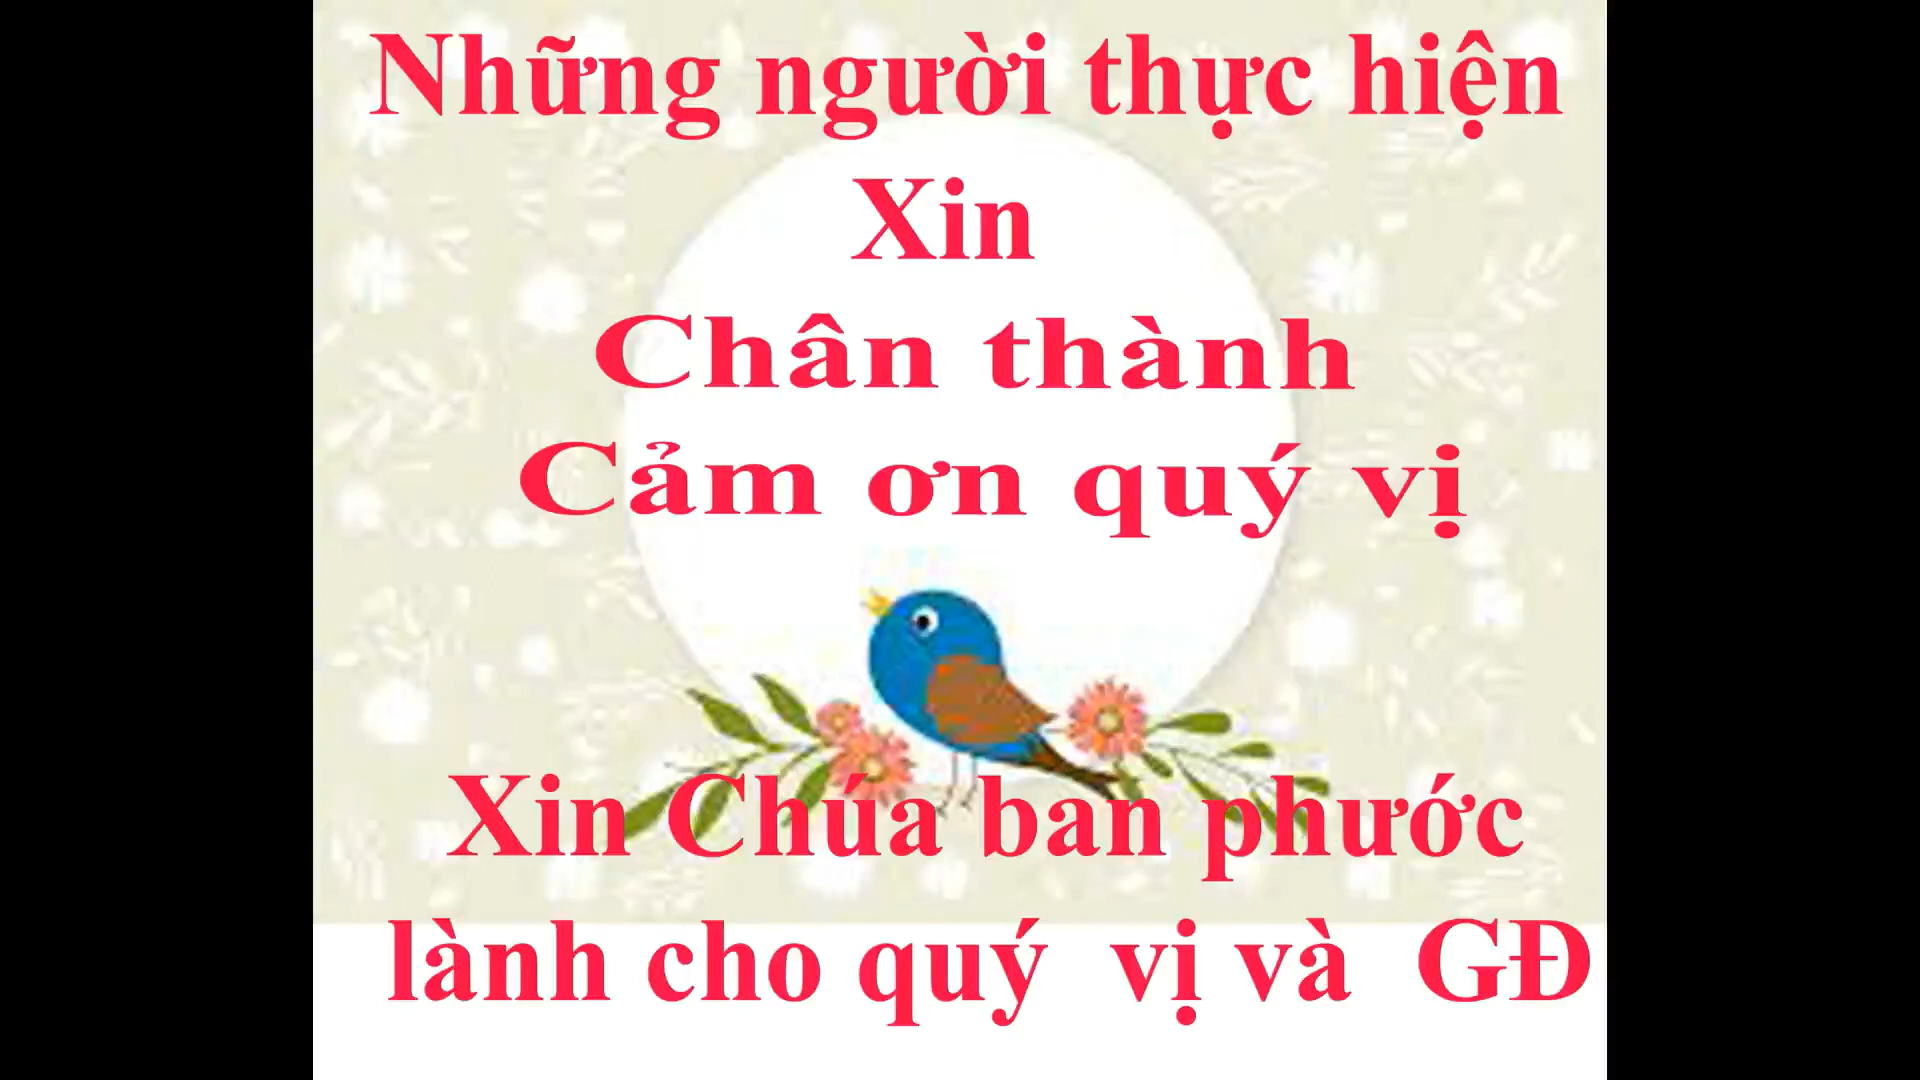 Những người thực hiện
Xin
Chân thành
Cảm ơn quý vị
Xin Chúa ban phước
lành cho quý vị và GĐ